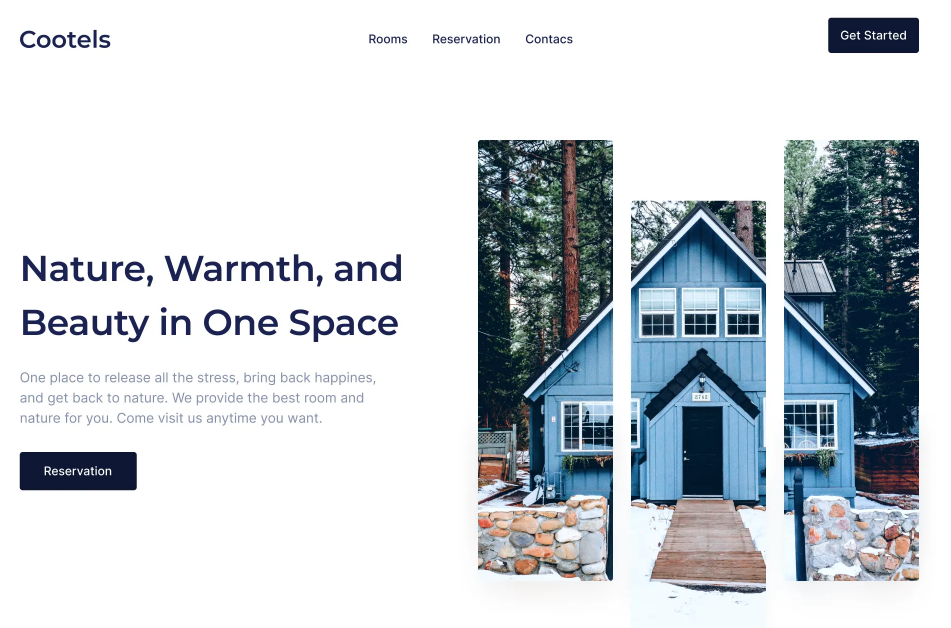 Cootels
Rooms Reservation Contacs
Get Started
Nature, Warmth, and
Beauty in One Space
One place to release all the stress, bring back happines,
and get back to nature. We provide the best room and
nature for you. Come visit us anytime you want.
Reservation